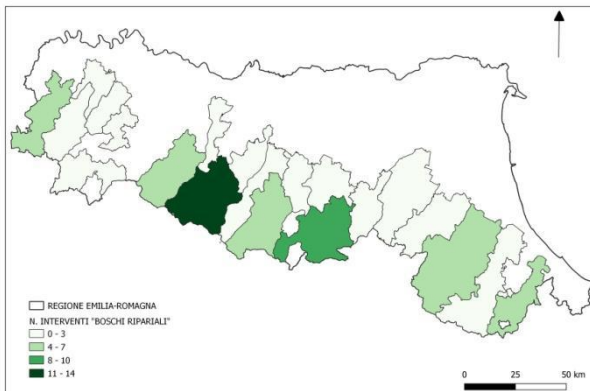 REGIONE EMILIA-ROMAGNA
N. INTERVENTI "BOSCHI RIPARIALI"
0 - 3
4 - 7
8 - 10
11 - 14
0 25 50 km